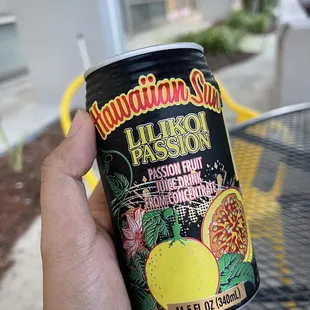 Hawaiian Sun
LILIKOI
PASSION
PASSION FRUIT
JUICE DRINK
FROM CONCENTRATE
11.5 FL OZ (340mL)